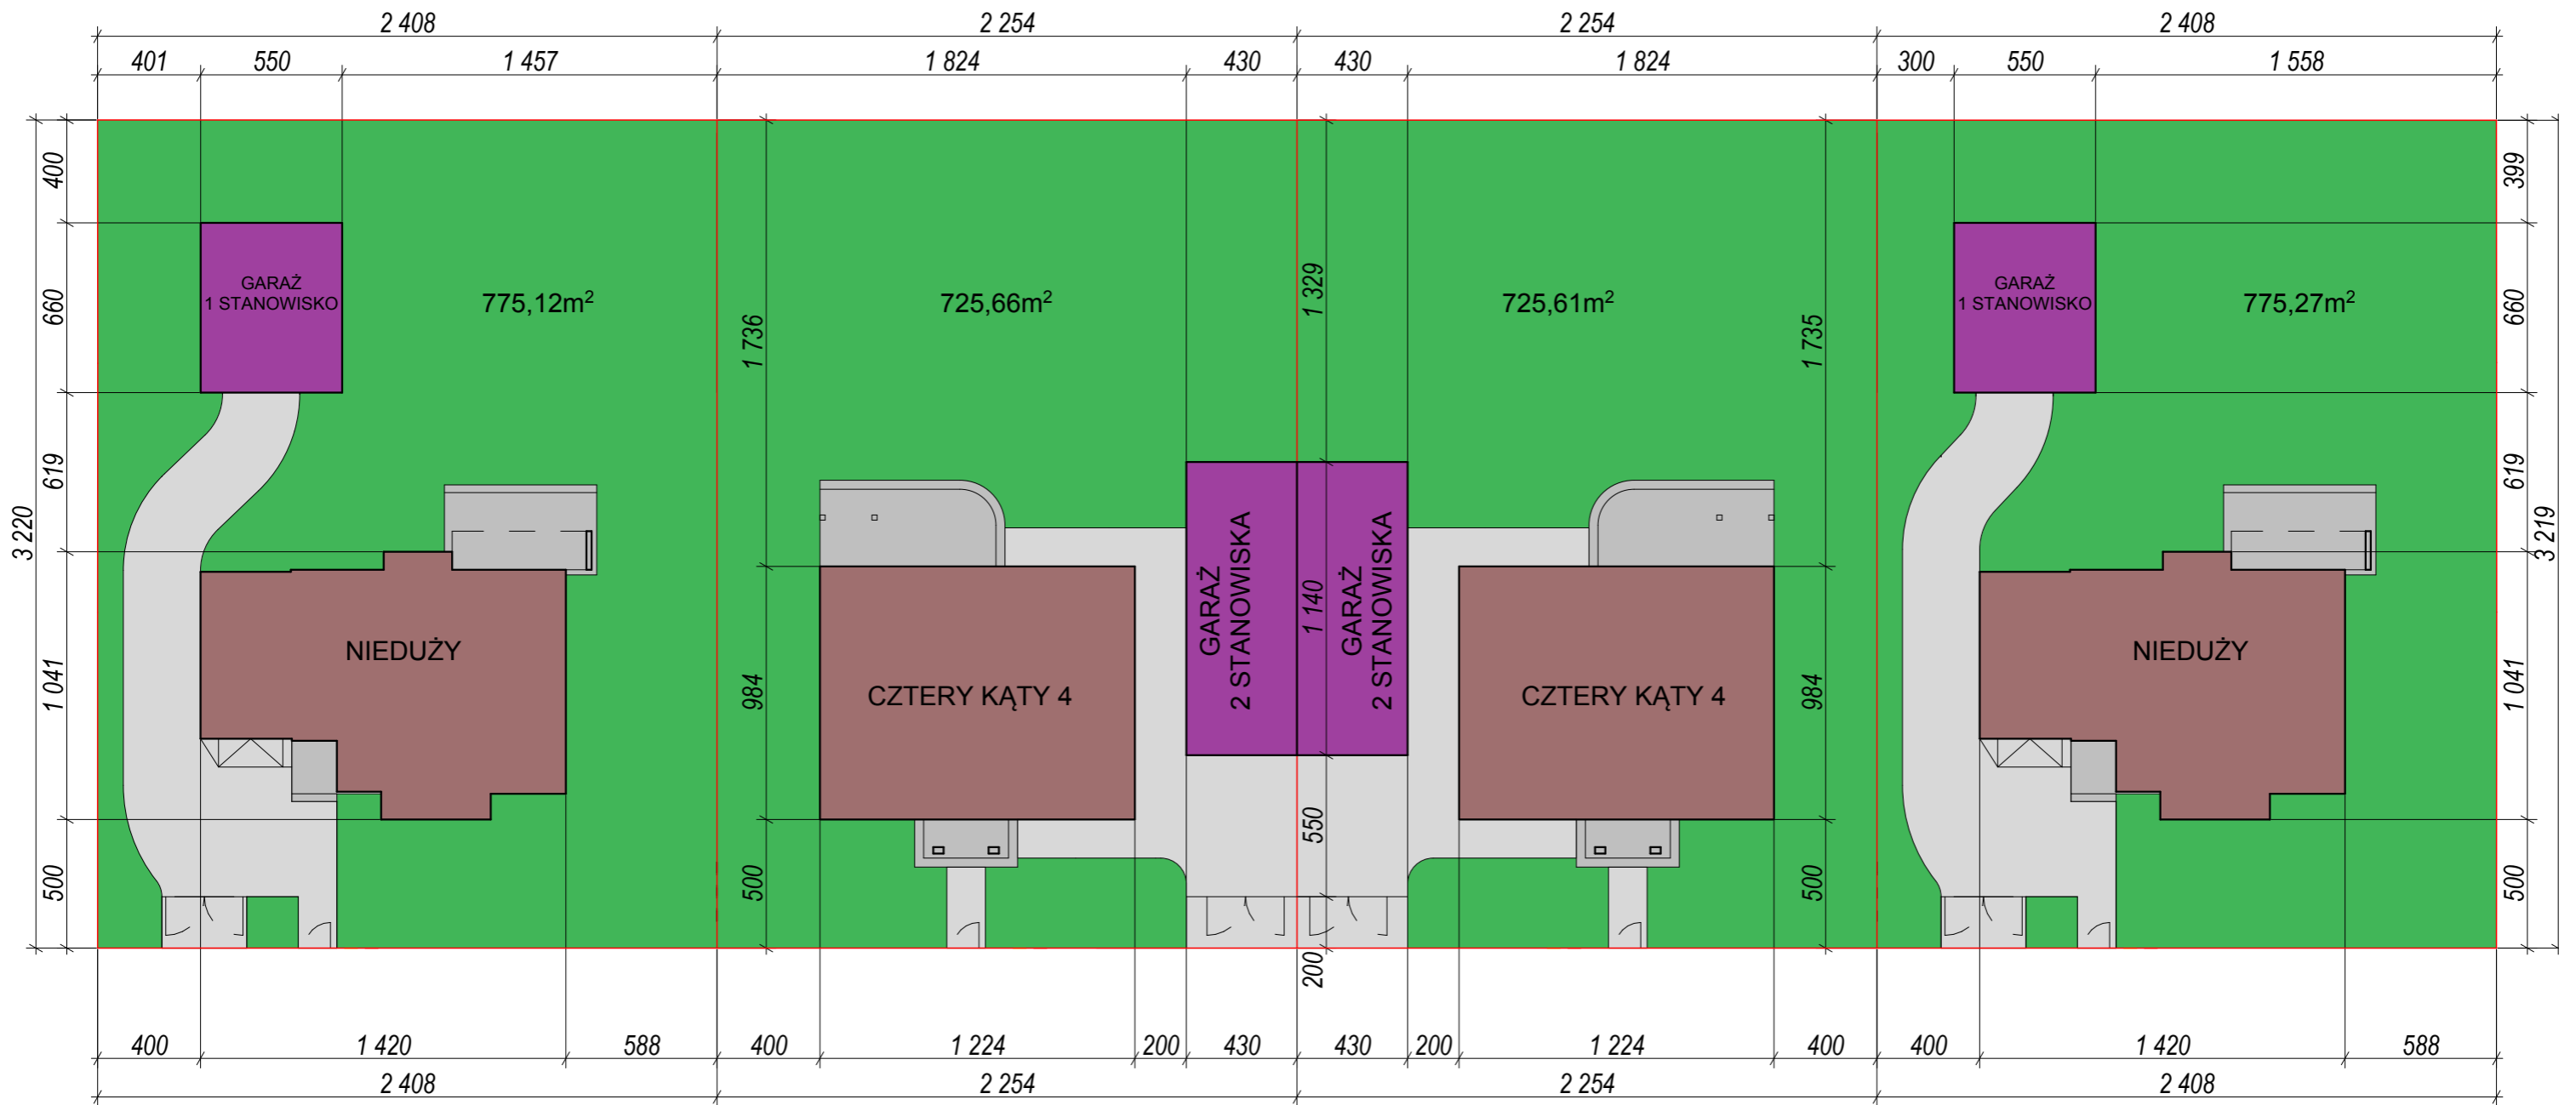 2 408 2 254 2 254 2 408
401 550 1 457 1 824 430 430 1 824 300 550 1 558
3 220
400
660
619
1 041
500
GARAŻ
1 STANOWISKO
775,12m²
NIEDUŻY
1 736
984
500
725,66m²
CZTERY KĄTY 4
GARAŻ
2 STANOWISKA
1 329
1 140
550
200
GARAŻ
2 STANOWISKA
725,61m²
CZTERY KĄTY 4
1 735
984
500
GARAŻ
1 STANOWISKO
775,27m²
NIEDUŻY
399
660
619
1 041
500
3 219
400 1 420 588 400 1 224 200 430 430 200 1 224 400 400 1 420 588
2 408 2 254 2 254 2 408